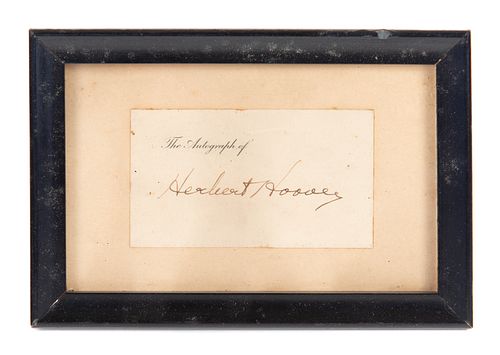 The Autograph of
Herbert Hoover